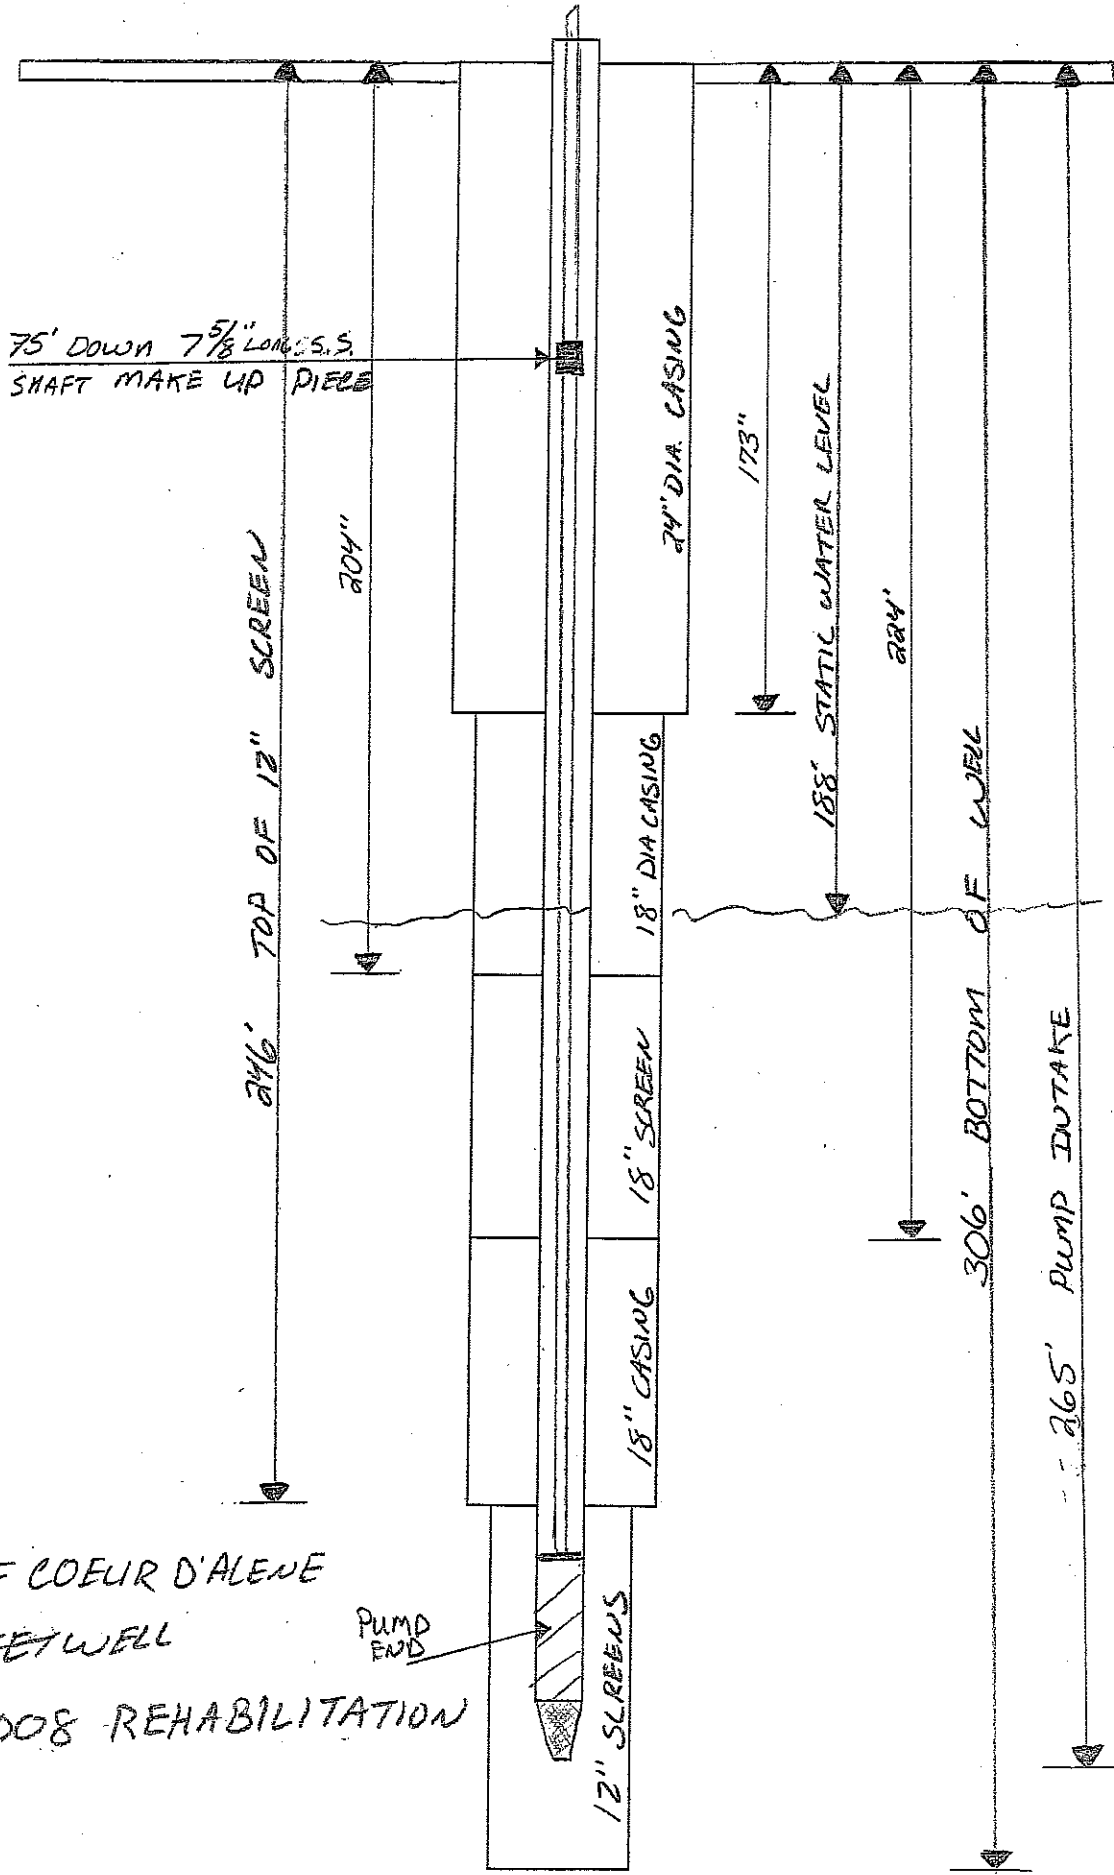 75' DOWN 7 5/8" LONG S.S.
SHAFT MAKE UP PIECE
246' TOP OF 12" SCREEN
204"
24" DIA. CASING
173"
188' STATIC WATER LEVEL
224'
306' BOTTOM OF WELL
265' PUMP INTAKE
18" DIA CASING
18" SCREEN
18" CASING
12" SCREENS
PUMP
END
COEUR D'ALENE
WELL
REHABILITATION